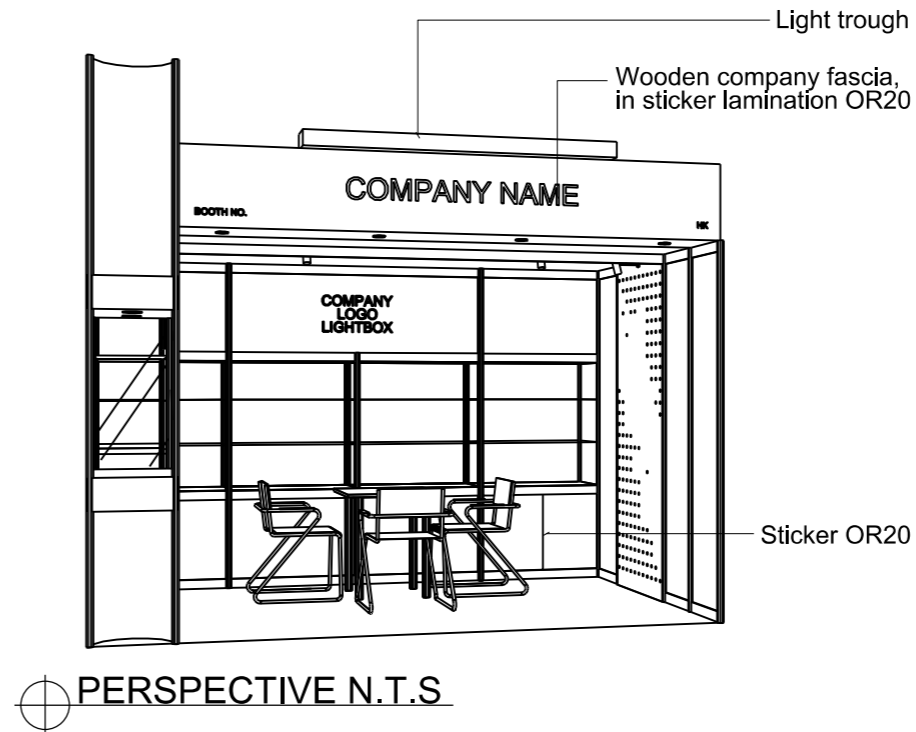 Light trough
Wooden company fascia,
in sticker lamination OR20
COMPANY NAME
BOOTH NO.
HK
COMPANY
LOGO
LIGHTBOX
Sticker OR20
PERSPECTIVE N.T.S